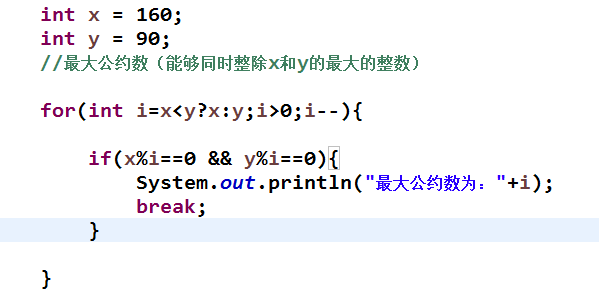 int x = 160;
int y = 90;
//最大公约数（能够同时整除x和y的最大的整数）
for(int i=x<y?x:y;i>0;i--){
if(x%i==0 && y%i==0){
System.out.println("最大公约数为："+i);
break;
}
}